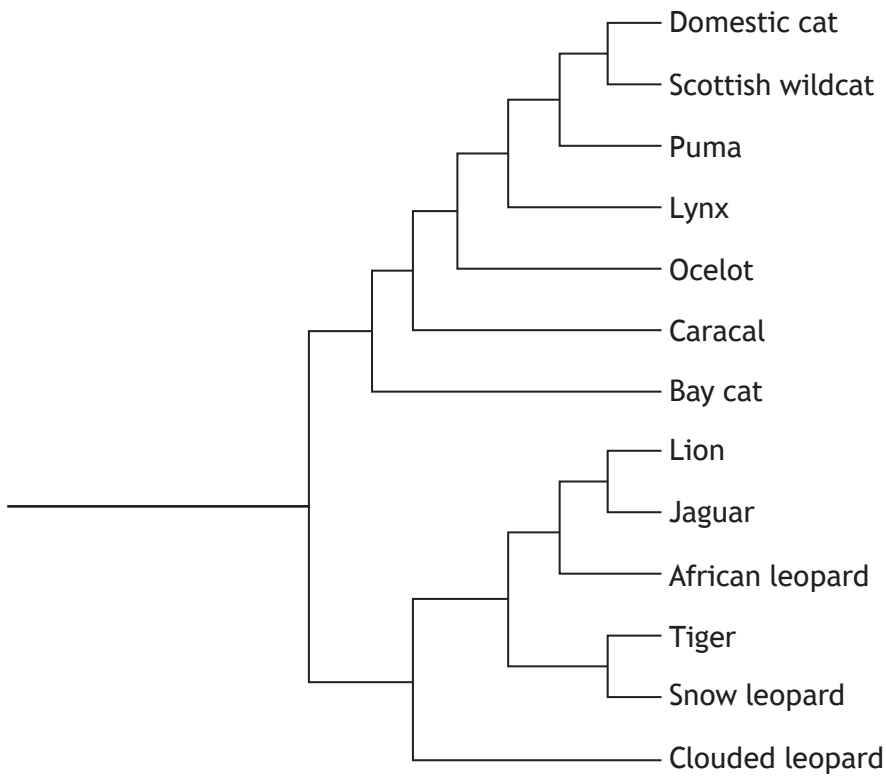 Domestic cat
Scottish wildcat
Puma
Lynx
Ocelot
Caracal
Bay cat
Lion
Jaguar
African leopard
Tiger
Snow leopard
Clouded leopard